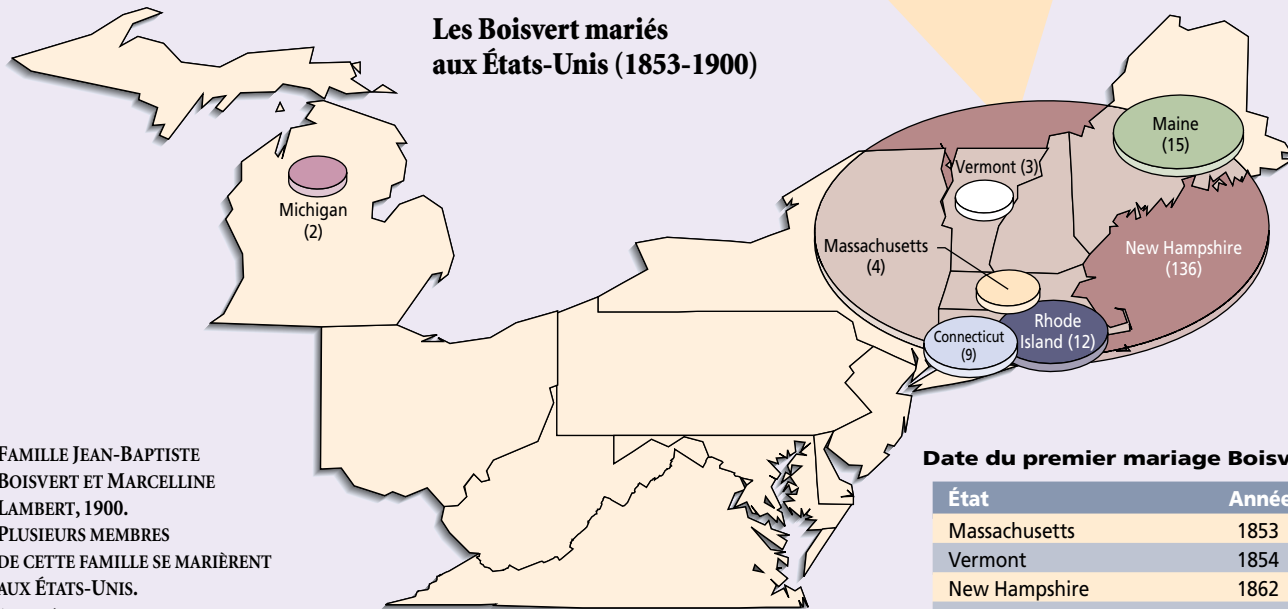 Les Boisvert mariés
aux États-Unis (1853-1900)
Maine
(15)
Vermont (3)
Michigan
(2)
Massachusetts
(4)
New Hampshire
(136)
Rhode
Island (12)
Connecticut
(9)
FAMILLE JEAN-BAPTISTE
BOISVERT ET MARCELLINE
LAMBERT, 1900.
PLUSIEURS MEMBRES
DE CETTE FAMILLE SE MARIÈRENT
AUX ÉTATS-UNIS.
Date du premier mariage
État Année
Massachusetts 1853
Vermont 1854
New Hampshire 1862